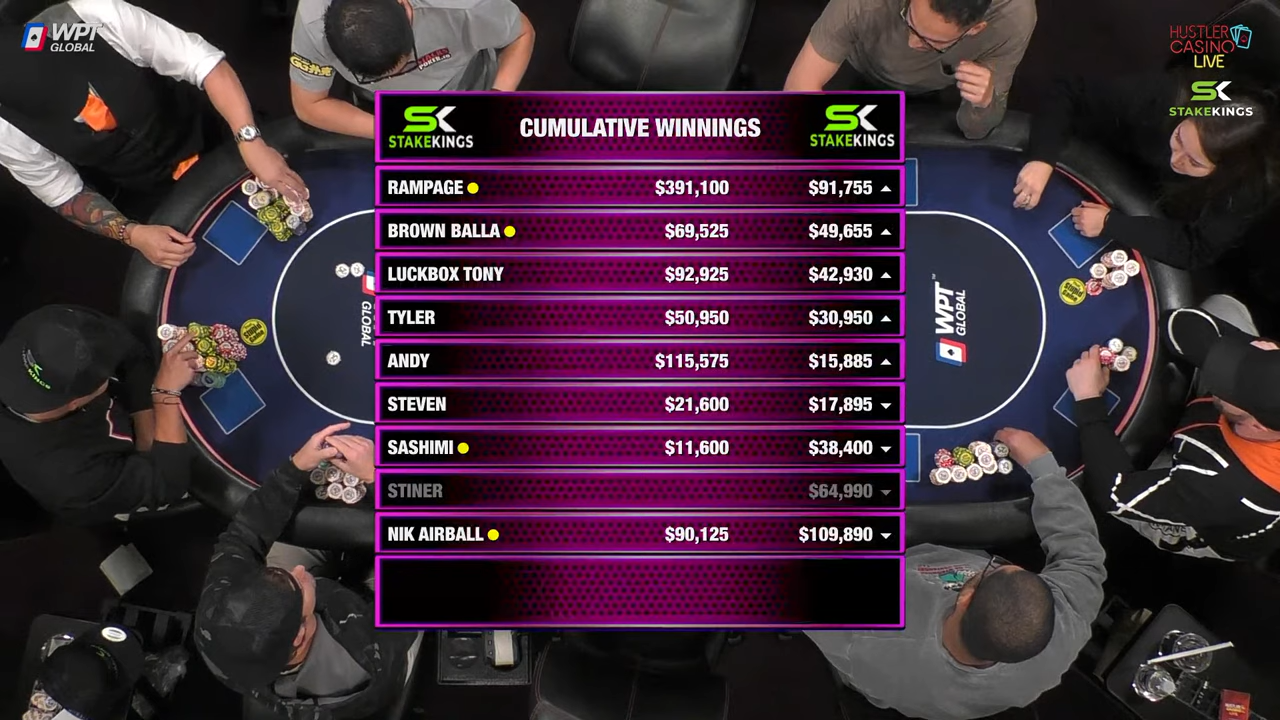 WPT
GLOBAL
HUSTLER
CASINO
LIVE
SK
STAKEKINGS
SK
STAKEKINGS
CUMULATIVE WINNINGS
SK
STAKEKINGS
RAMPAGE $391,100 $91,755
BROWN BALLA $69,525 $49,655
LUCKBOX TONY $92,925 $42,930
TYLER $50,950 $30,950
ANDY $115,575 $15,885
STEVEN $21,600 $17,895
SASHIMI $11,600 $38,400
STINER $64,990
NIK AIRBALL $90,125 $109,890
WPT
GLOBAL
GLOBAL